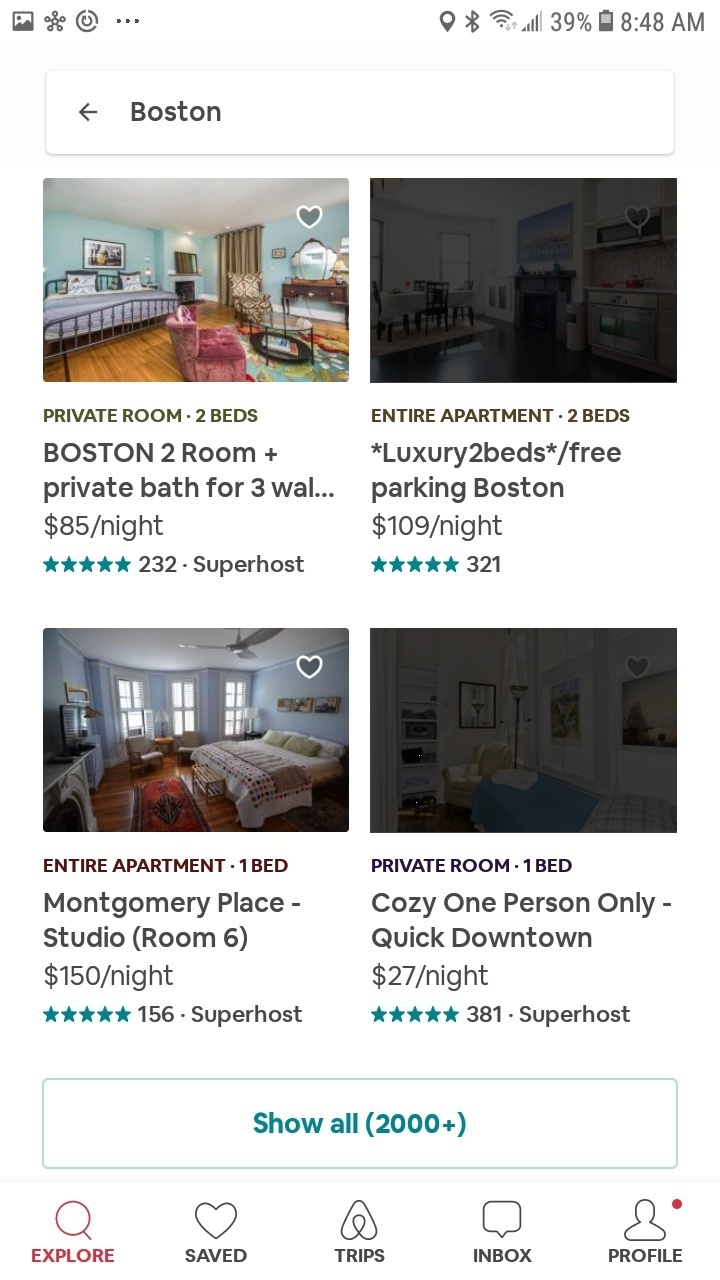 39% 8:48 AM
Boston
PRIVATE ROOM · 2 BEDS
BOSTON 2 Room +
private bath for 3 wal...
$85/night
232 · Superhost
ENTIRE APARTMENT · 2 BEDS
*Luxury2beds*/free
parking Boston
$109/night
321
ENTIRE APARTMENT · 1 BED
Montgomery Place -
Studio (Room 6)
$150/night
156 · Superhost
PRIVATE ROOM · 1 BED
Cozy One Person Only -
Quick Downtown
$27/night
381 · Superhost
Show all (2000+)
EXPLORE
SAVED
TRIPS
INBOX
PROFILE